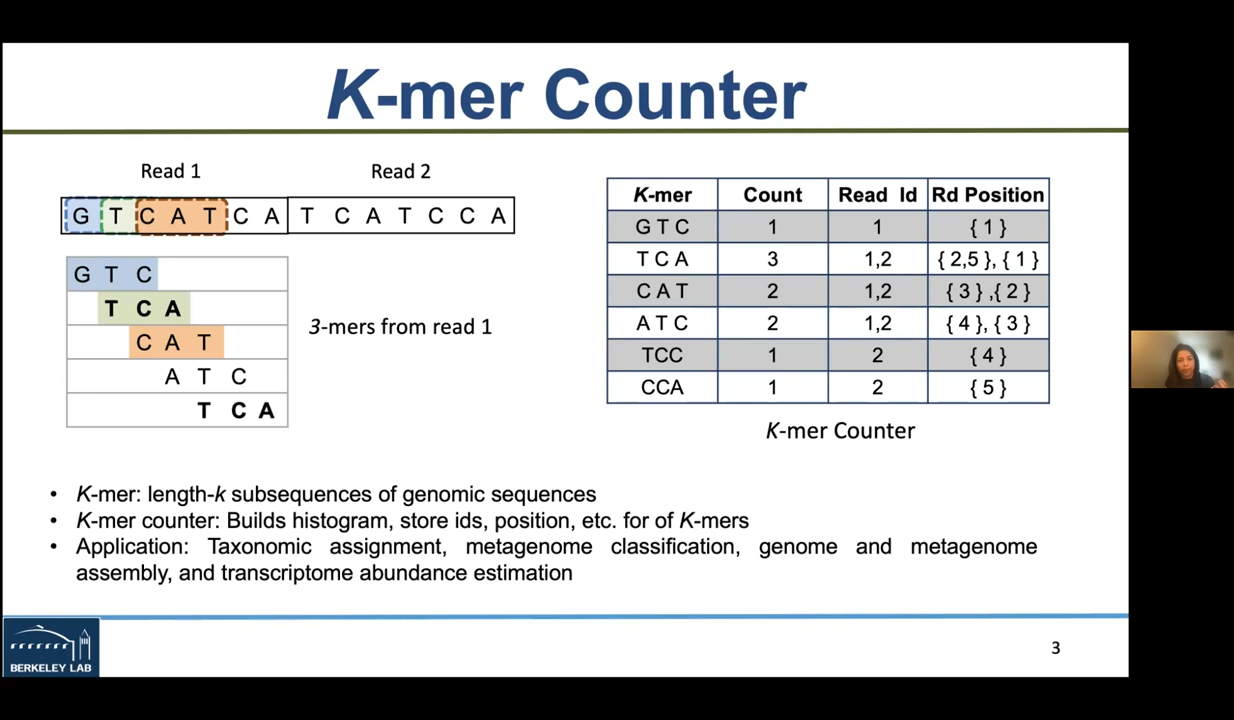 K-mer Counter
Read 1
Read 2
G T C A T C A T C A T C C A
G T C
T C A
C A T
A T C
T C A
3-mers from read 1
K-mer Count Read Id Rd Position
G T C 1 1 { 1 }
T C A 3 1,2 { 2,5 }, { 1 }
C A T 2 1,2 { 3 } ,{ 2 }
A T C 2 1,2 { 4 }, { 3 }
TCC 1 2 { 4 }
CCA 1 2 { 5 }
K-mer Counter
• K-mer: length-k subsequences of genomic sequences
• K-mer counter: Builds histogram, store ids, position, etc. for of K-mers
• Application: Taxonomic assignment, metagenome classification, genome and metagenome
assembly, and transcriptome abundance estimation
BERKELEY LAB
3